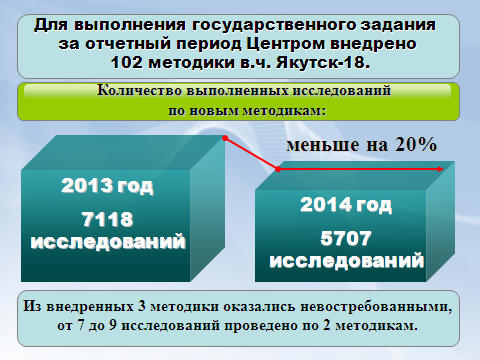 Для выполнения государственного задания
за отчетный период Центром внедрено
102 методики в.ч. Якутск-18.
Количество выполненных исследований
по новым методикам:
меньше на 20%
2013 год
7118
исследований
2014 год
5707
исследований
Из внедренных 3 методики оказались невостребованными,
от 7 до 9 исследований проведено по 2 методикам.